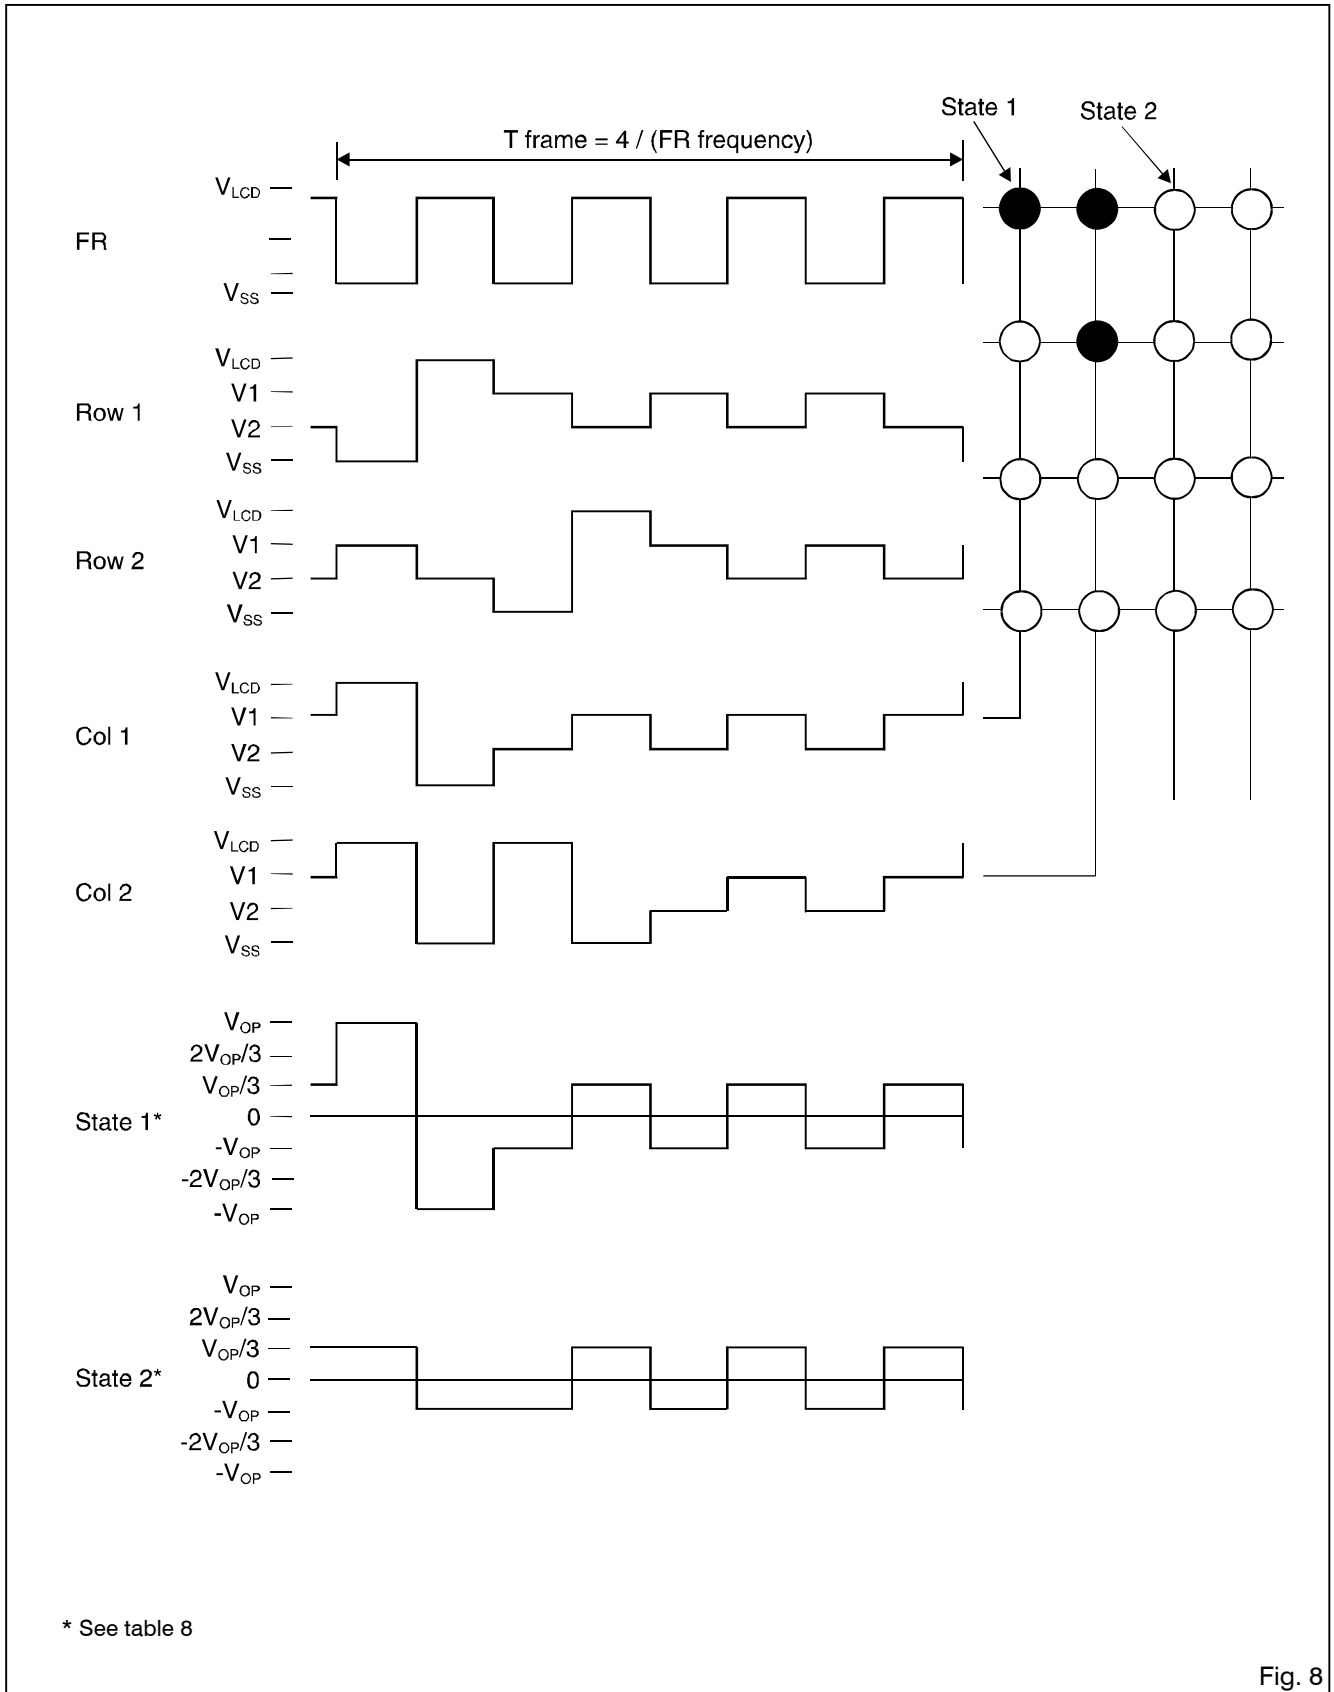 State 1
State 2
T frame = 4 / (FR frequency)
FR
VLCD
VSS
Row 1
VLCD
V1
V2
VSS
Row 2
VLCD
V1
V2
VSS
Col 1
VLCD
V1
V2
VSS
Col 2
VLCD
V1
V2
VSS
State 1*
VOP
2VOP/3
VOP/3
0
-VOP
-2VOP/3
-VOP
State 2*
VOP
2VOP/3
VOP/3
0
-VOP
-2VOP/3
-VOP
* See table 8
Fig. 8